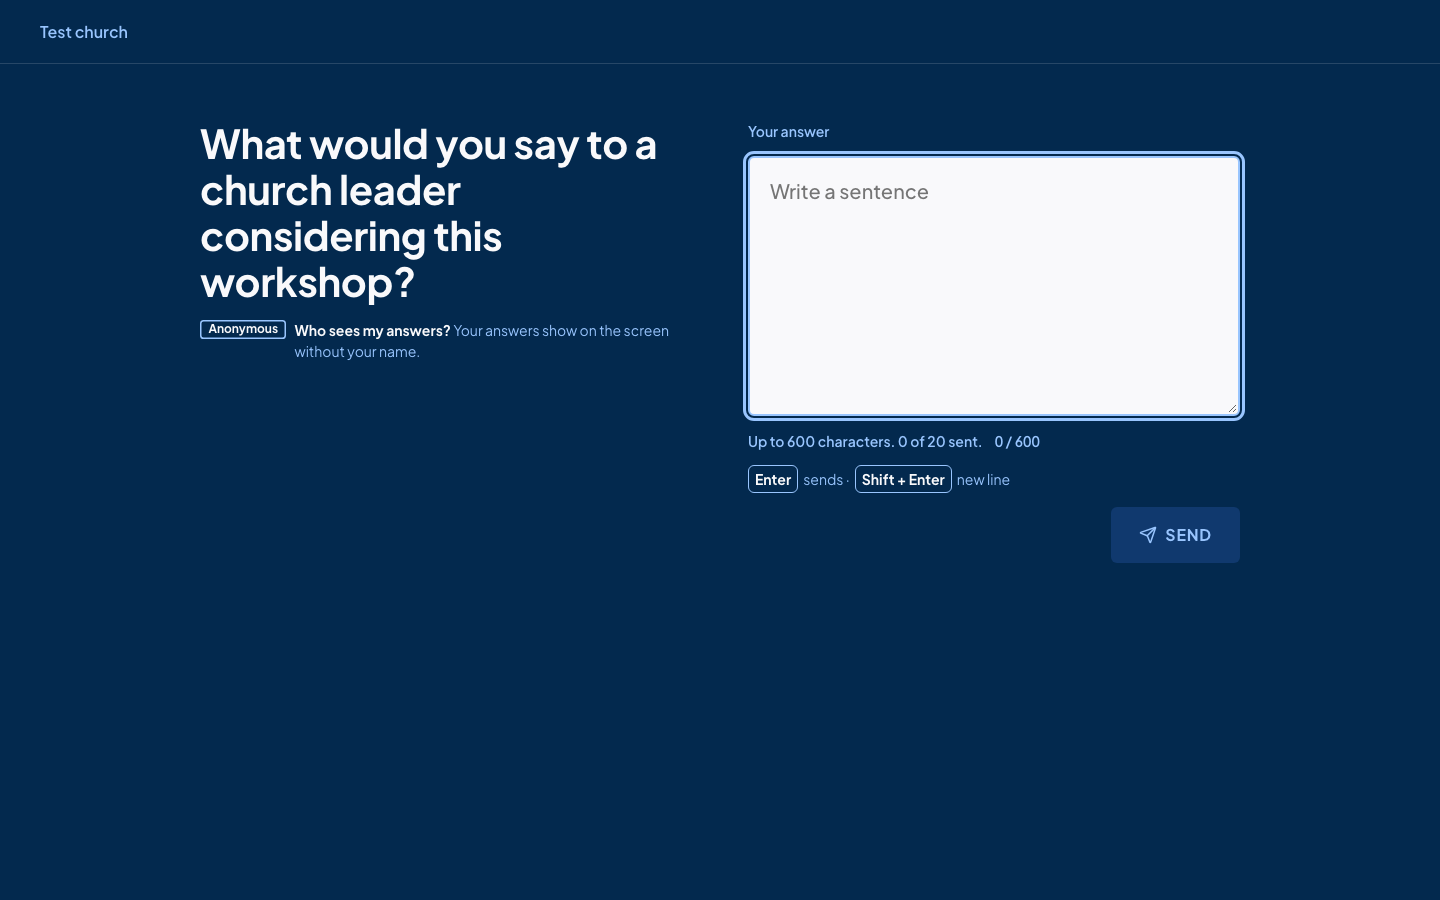 Test church
What would you say to a
church leader
considering this
workshop?
Anonymous
Who sees my answers? Your answers show on the screen
without your name.
Your answer
Write a sentence
Up to 600 characters. 0 of 20 sent. 0 / 600
Enter sends · Shift + Enter new line
SEND